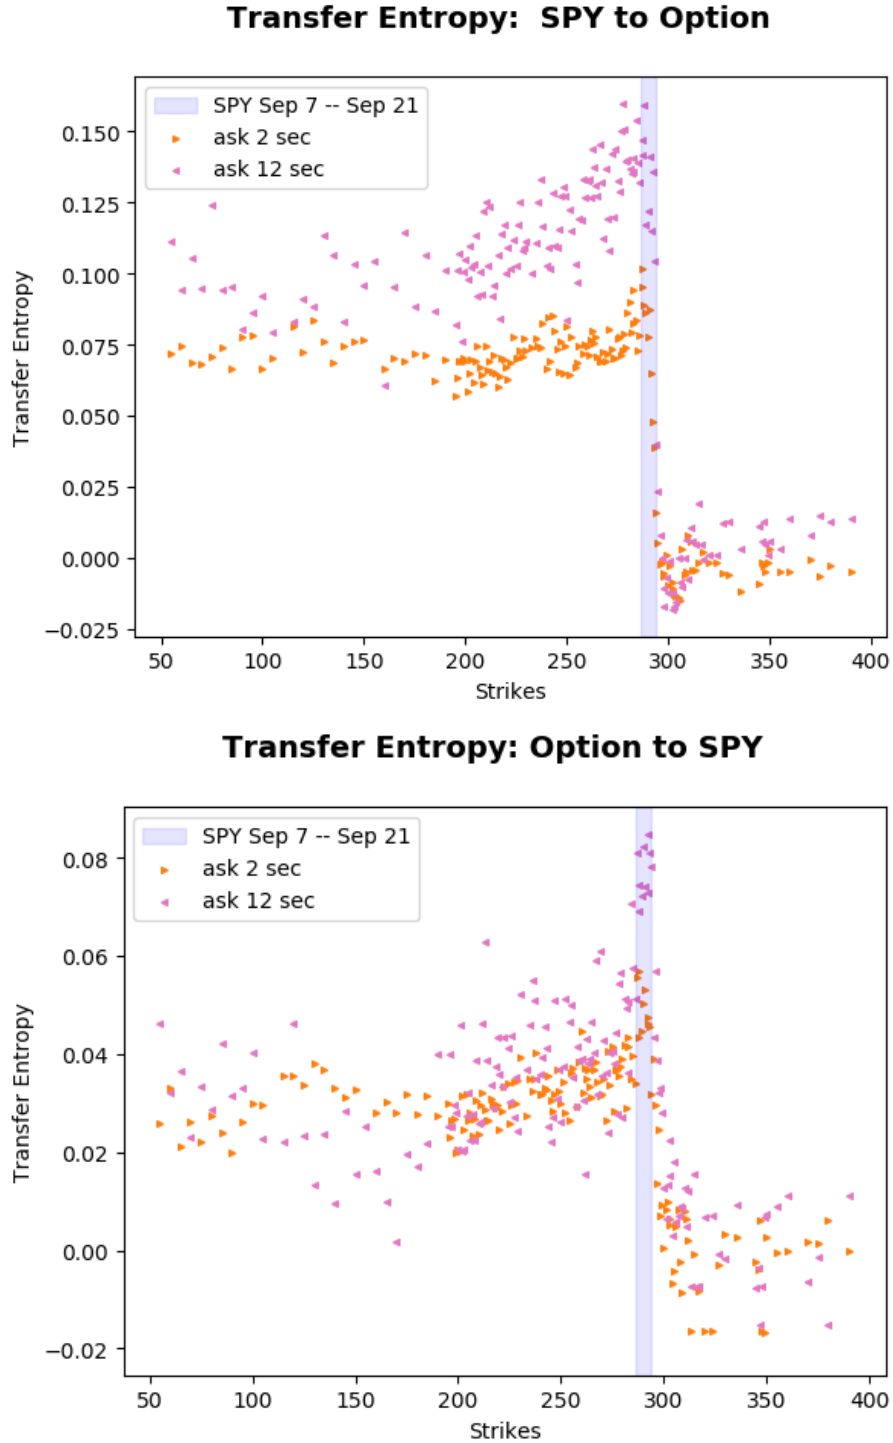 Transfer Entropy:  SPY to Option
SPY Sep 7 -- Sep 21
ask 2 sec
ask 12 sec
Transfer Entropy
0.150
0.125
0.100
0.075
0.050
0.025
0.000
−0.025
50 100 150 200 250 300 350 400
Strikes
Transfer Entropy: Option to SPY
SPY Sep 7 -- Sep 21
ask 2 sec
ask 12 sec
Transfer Entropy
0.08
0.06
0.04
0.02
0.00
−0.02
50 100 150 200 250 300 350 400
Strikes